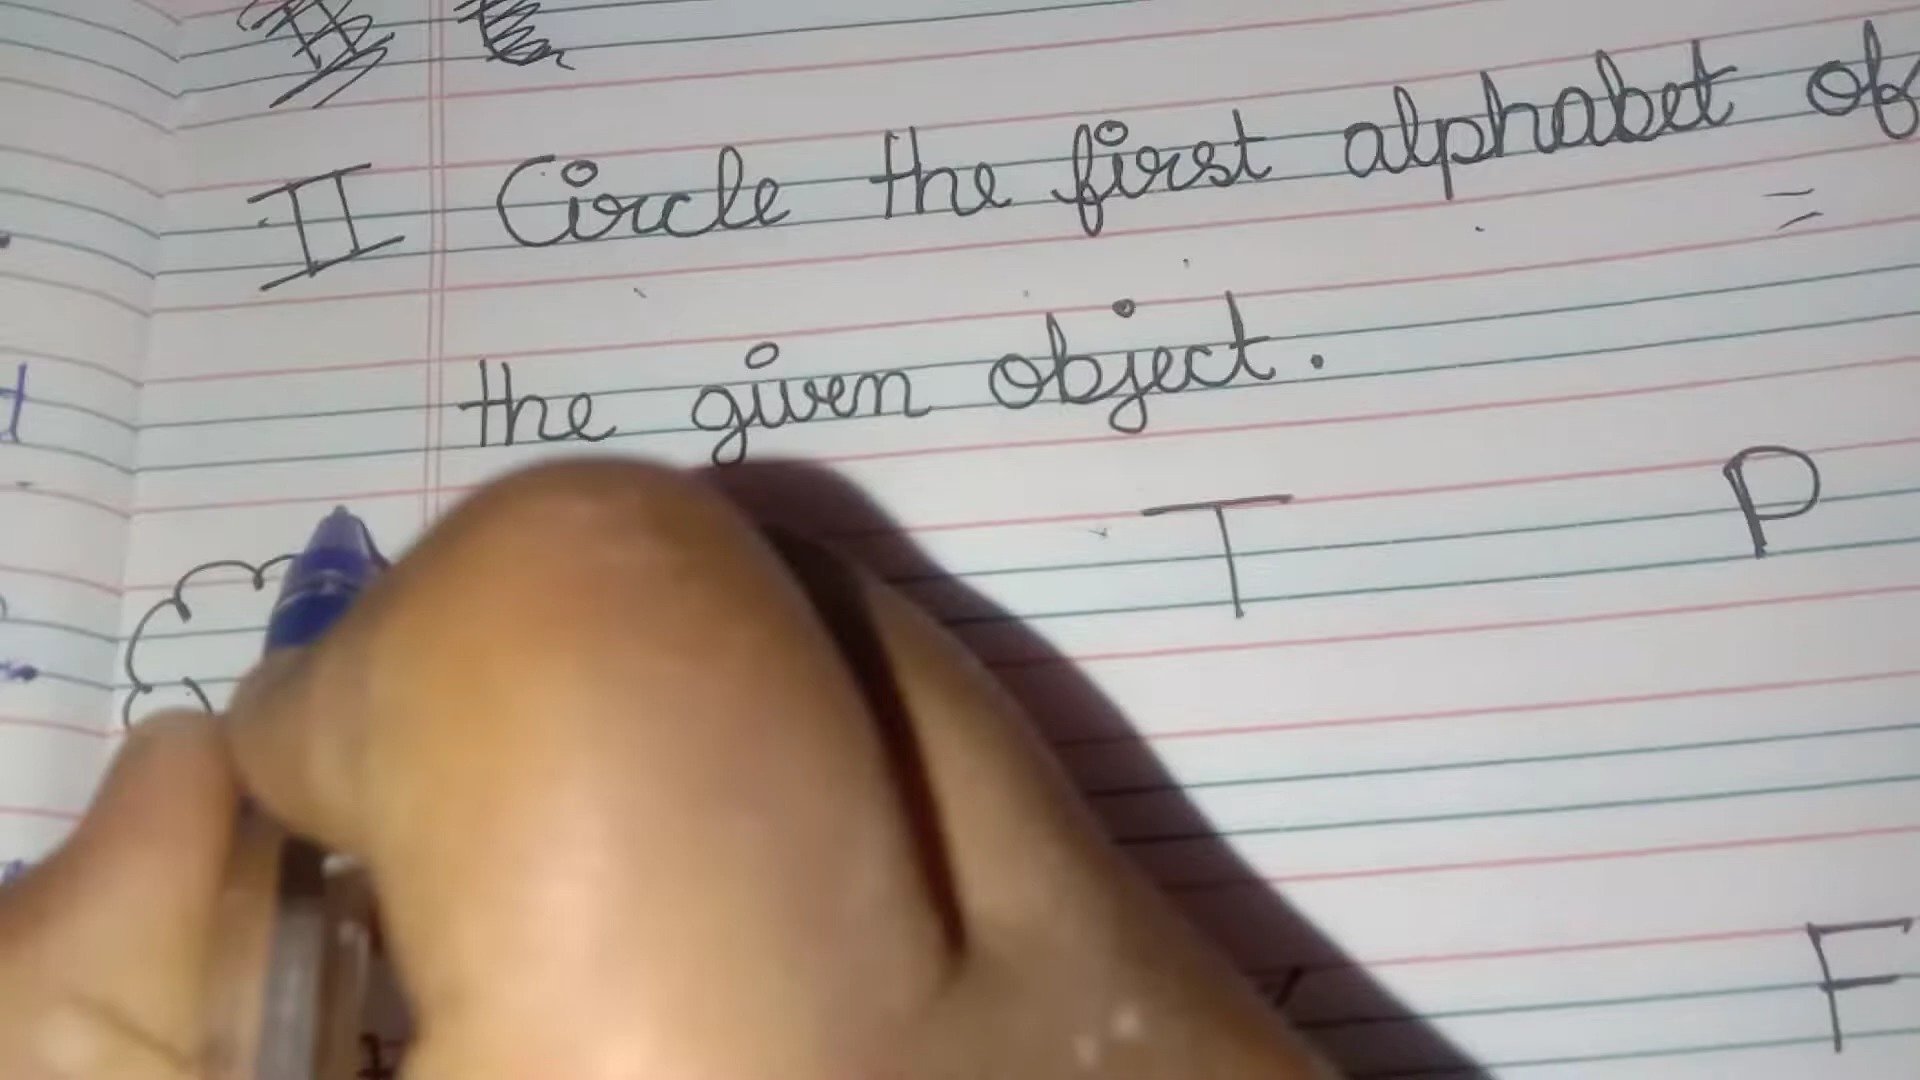 II Circle the first alphabet of
the given object.
T P
F